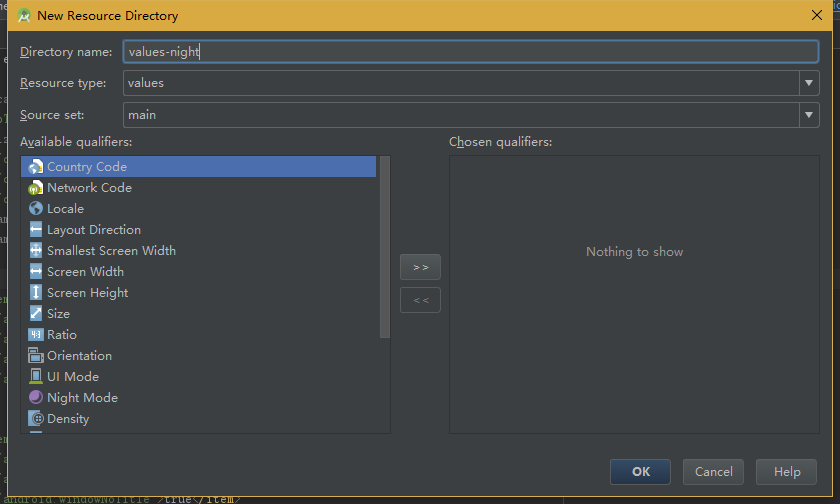 New Resource Directory
Directory name: values-night
Resource type: values
Source set: main
Available qualifiers: Chosen qualifiers:
Country Code
Network Code
Locale
Layout Direction
Smallest Screen Width
Screen Width
Screen Height
Size
Ratio
Orientation
UI Mode
Night Mode
Density
>>
<<
Nothing to show
OK Cancel Help
android:windowNoTitle">true</item>